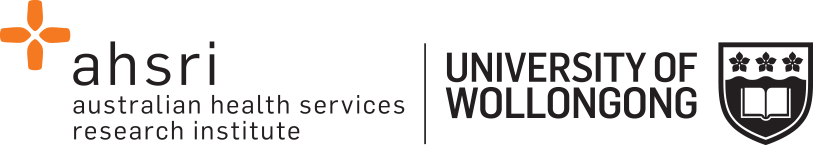 ahsri
australian health services
research institute
UNIVERSITY OF
WOLLONGONG